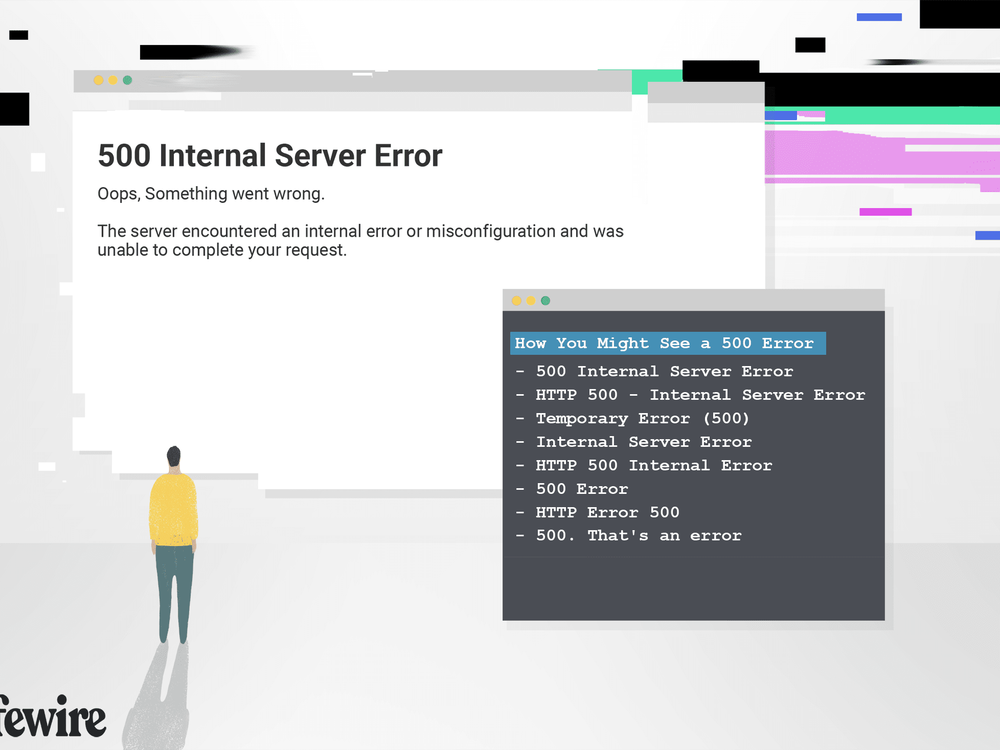 500 Internal Server Error
Oops, Something went wrong.
The server encountered an internal error or misconfiguration and was
unable to complete your request.
How You Might See a 500 Error
- 500 Internal Server Error
- HTTP 500 - Internal Server Error
- Temporary Error (500)
- Internal Server Error
- HTTP 500 Internal Error
- 500 Error
- HTTP Error 500
- 500. That's an error
fewire